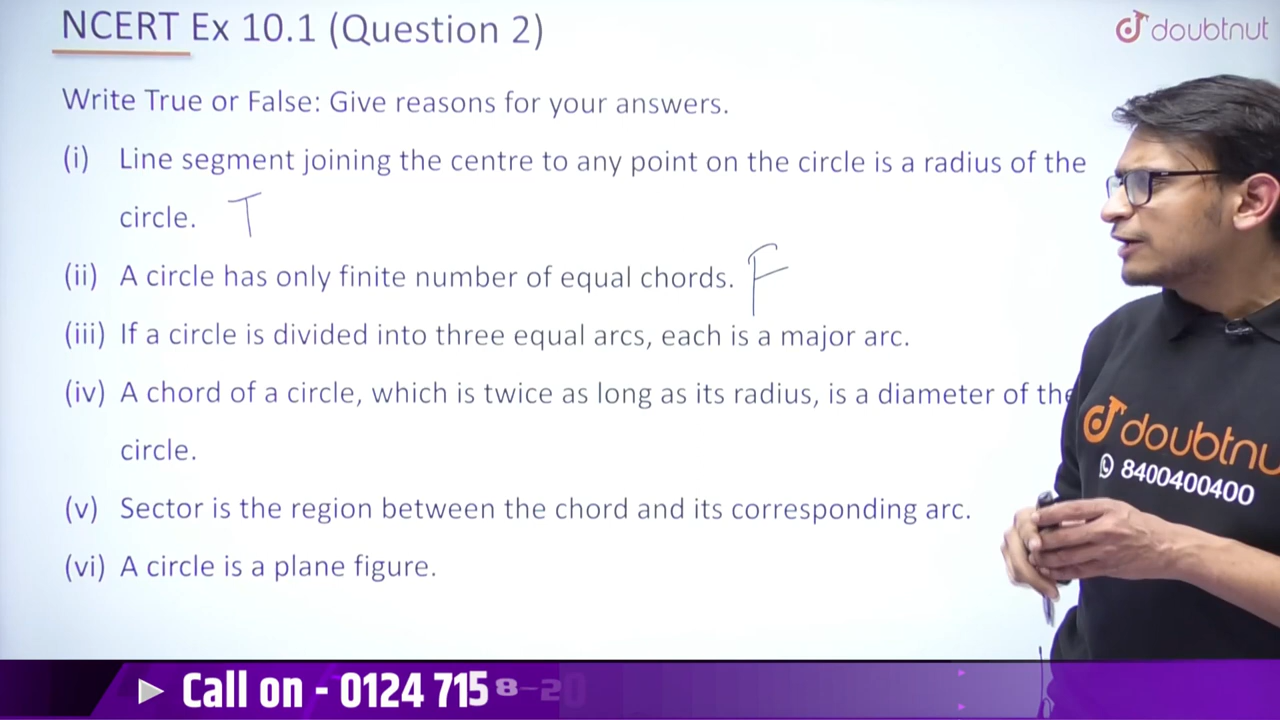 NCERT Ex 10.1 (Question 2)
doubtnut
Write True or False: Give reasons for your answers.
(i) Line segment joining the centre to any point on the circle is a radius of the
circle. T
(ii) A circle has only finite number of equal chords. F
(iii) If a circle is divided into three equal arcs, each is a major arc.
(iv) A chord of a circle, which is twice as long as its radius, is a diameter of the
circle.
doubtnu
8400400400
(v) Sector is the region between the chord and its corresponding arc.
(vi) A circle is a plane figure.
Call on - 0124 7158-20